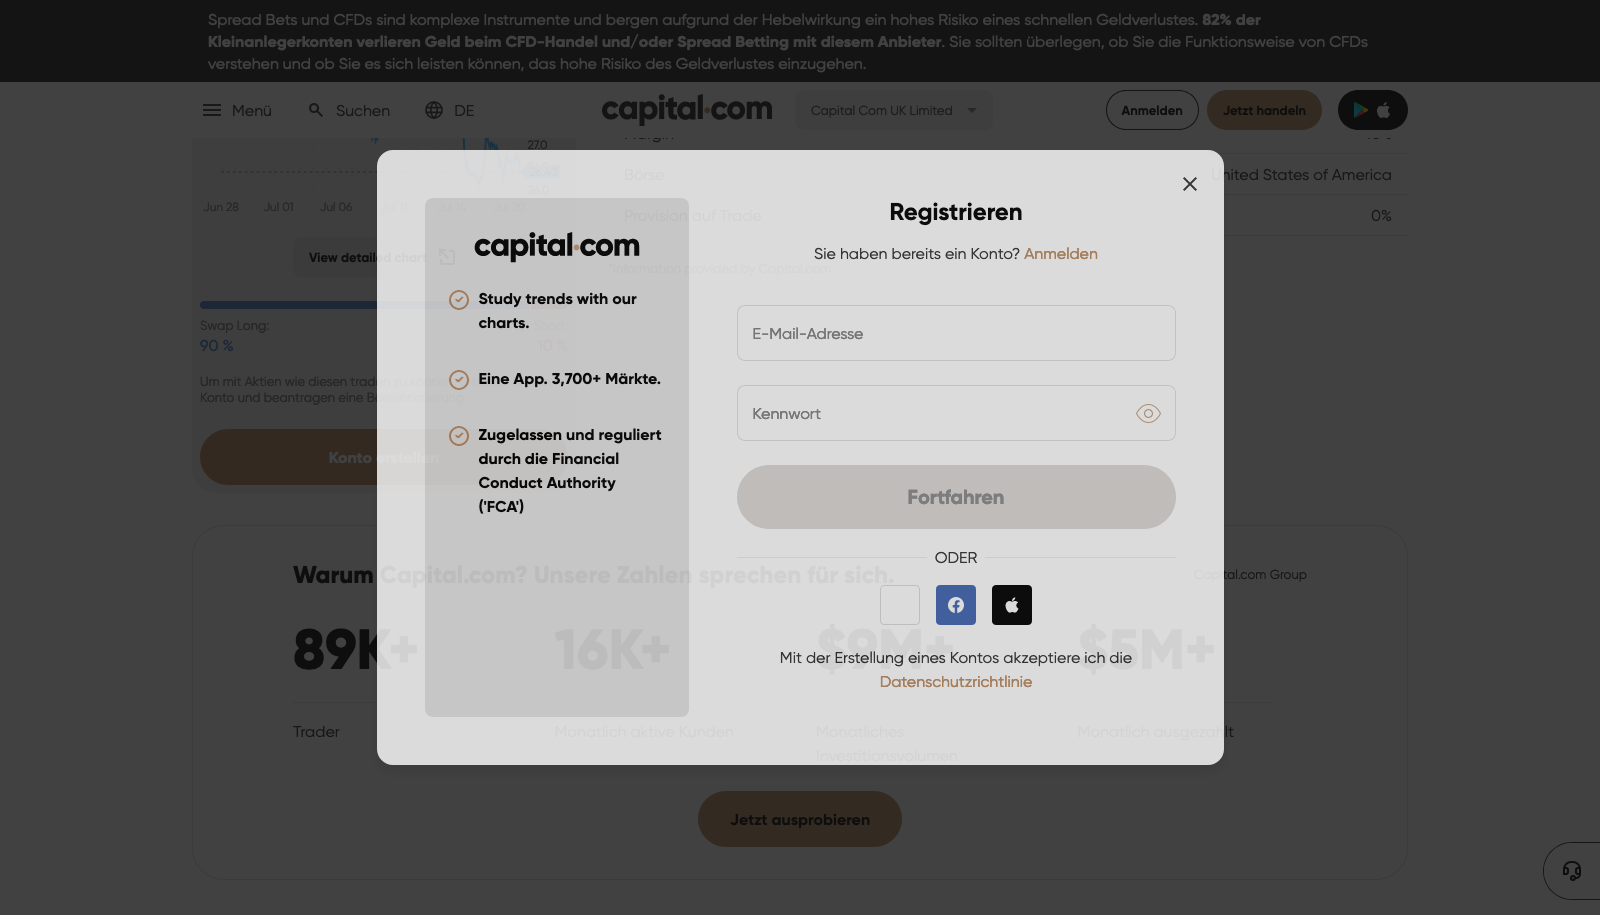 Spread Bets und CFDs sind komplexe Instrumente und bergen aufgrund der Hebelwirkung ein hohes Risiko eines schnellen Geldverlustes. 82% der
Kleinanlegerkonten verlieren Geld beim CFD-Handel und/oder Spread Betting mit diesem Anbieter. Sie sollten überlegen, ob Sie die Funktionsweise von CFDs
verstehen und ob Sie es sich leisten können, das hohe Risiko des Geldverlustes einzugehen.
Menü
Suchen
DE
capital.com
Capital Com UK Limited
Anmelden
Jetzt handeln
27.0
Börse
United States of America
Jun 28
Jul 01
Jul 06
Provision auf Trade
0%
View detailed chart
*Information provided by Capital.com
Swap Long:
90 %
10 %
Um mit Aktien wie diesen
Konto und beantragen eine
Konto erstellen
capital.com
Study trends with our
charts.
Eine App. 3,700+ Märkte.
Zugelassen und reguliert
durch die Financial
Conduct Authority
('FCA')
Registrieren
Sie haben bereits ein Konto? Anmelden
E-Mail-Adresse
Kennwort
Fortfahren
ODER
Mit der Erstellung eines Kontos akzeptiere ich die
Datenschutzrichtlinie
Warum Capital.com? Unsere Zahlen sprechen für sich.
Capital.com Group
89K+
16K+
$9M+
$5M+
Trader
Monatlich aktive Kunden
Monatliches
Investitionsvolumen
Monatlich ausgezahlt
Jetzt ausprobieren